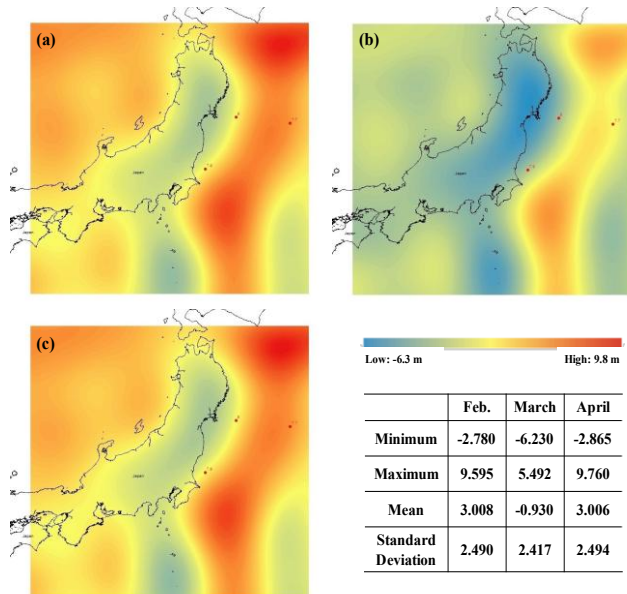 (a)
(b)
(c)
Low: -6.3 m High: 9.8 m
Feb. March April
Minimum -2.780 -6.230 -2.865
Maximum 9.595 5.492 9.760
Mean 3.008 -0.930 3.006
Standard
Deviation 2.490 2.417 2.494